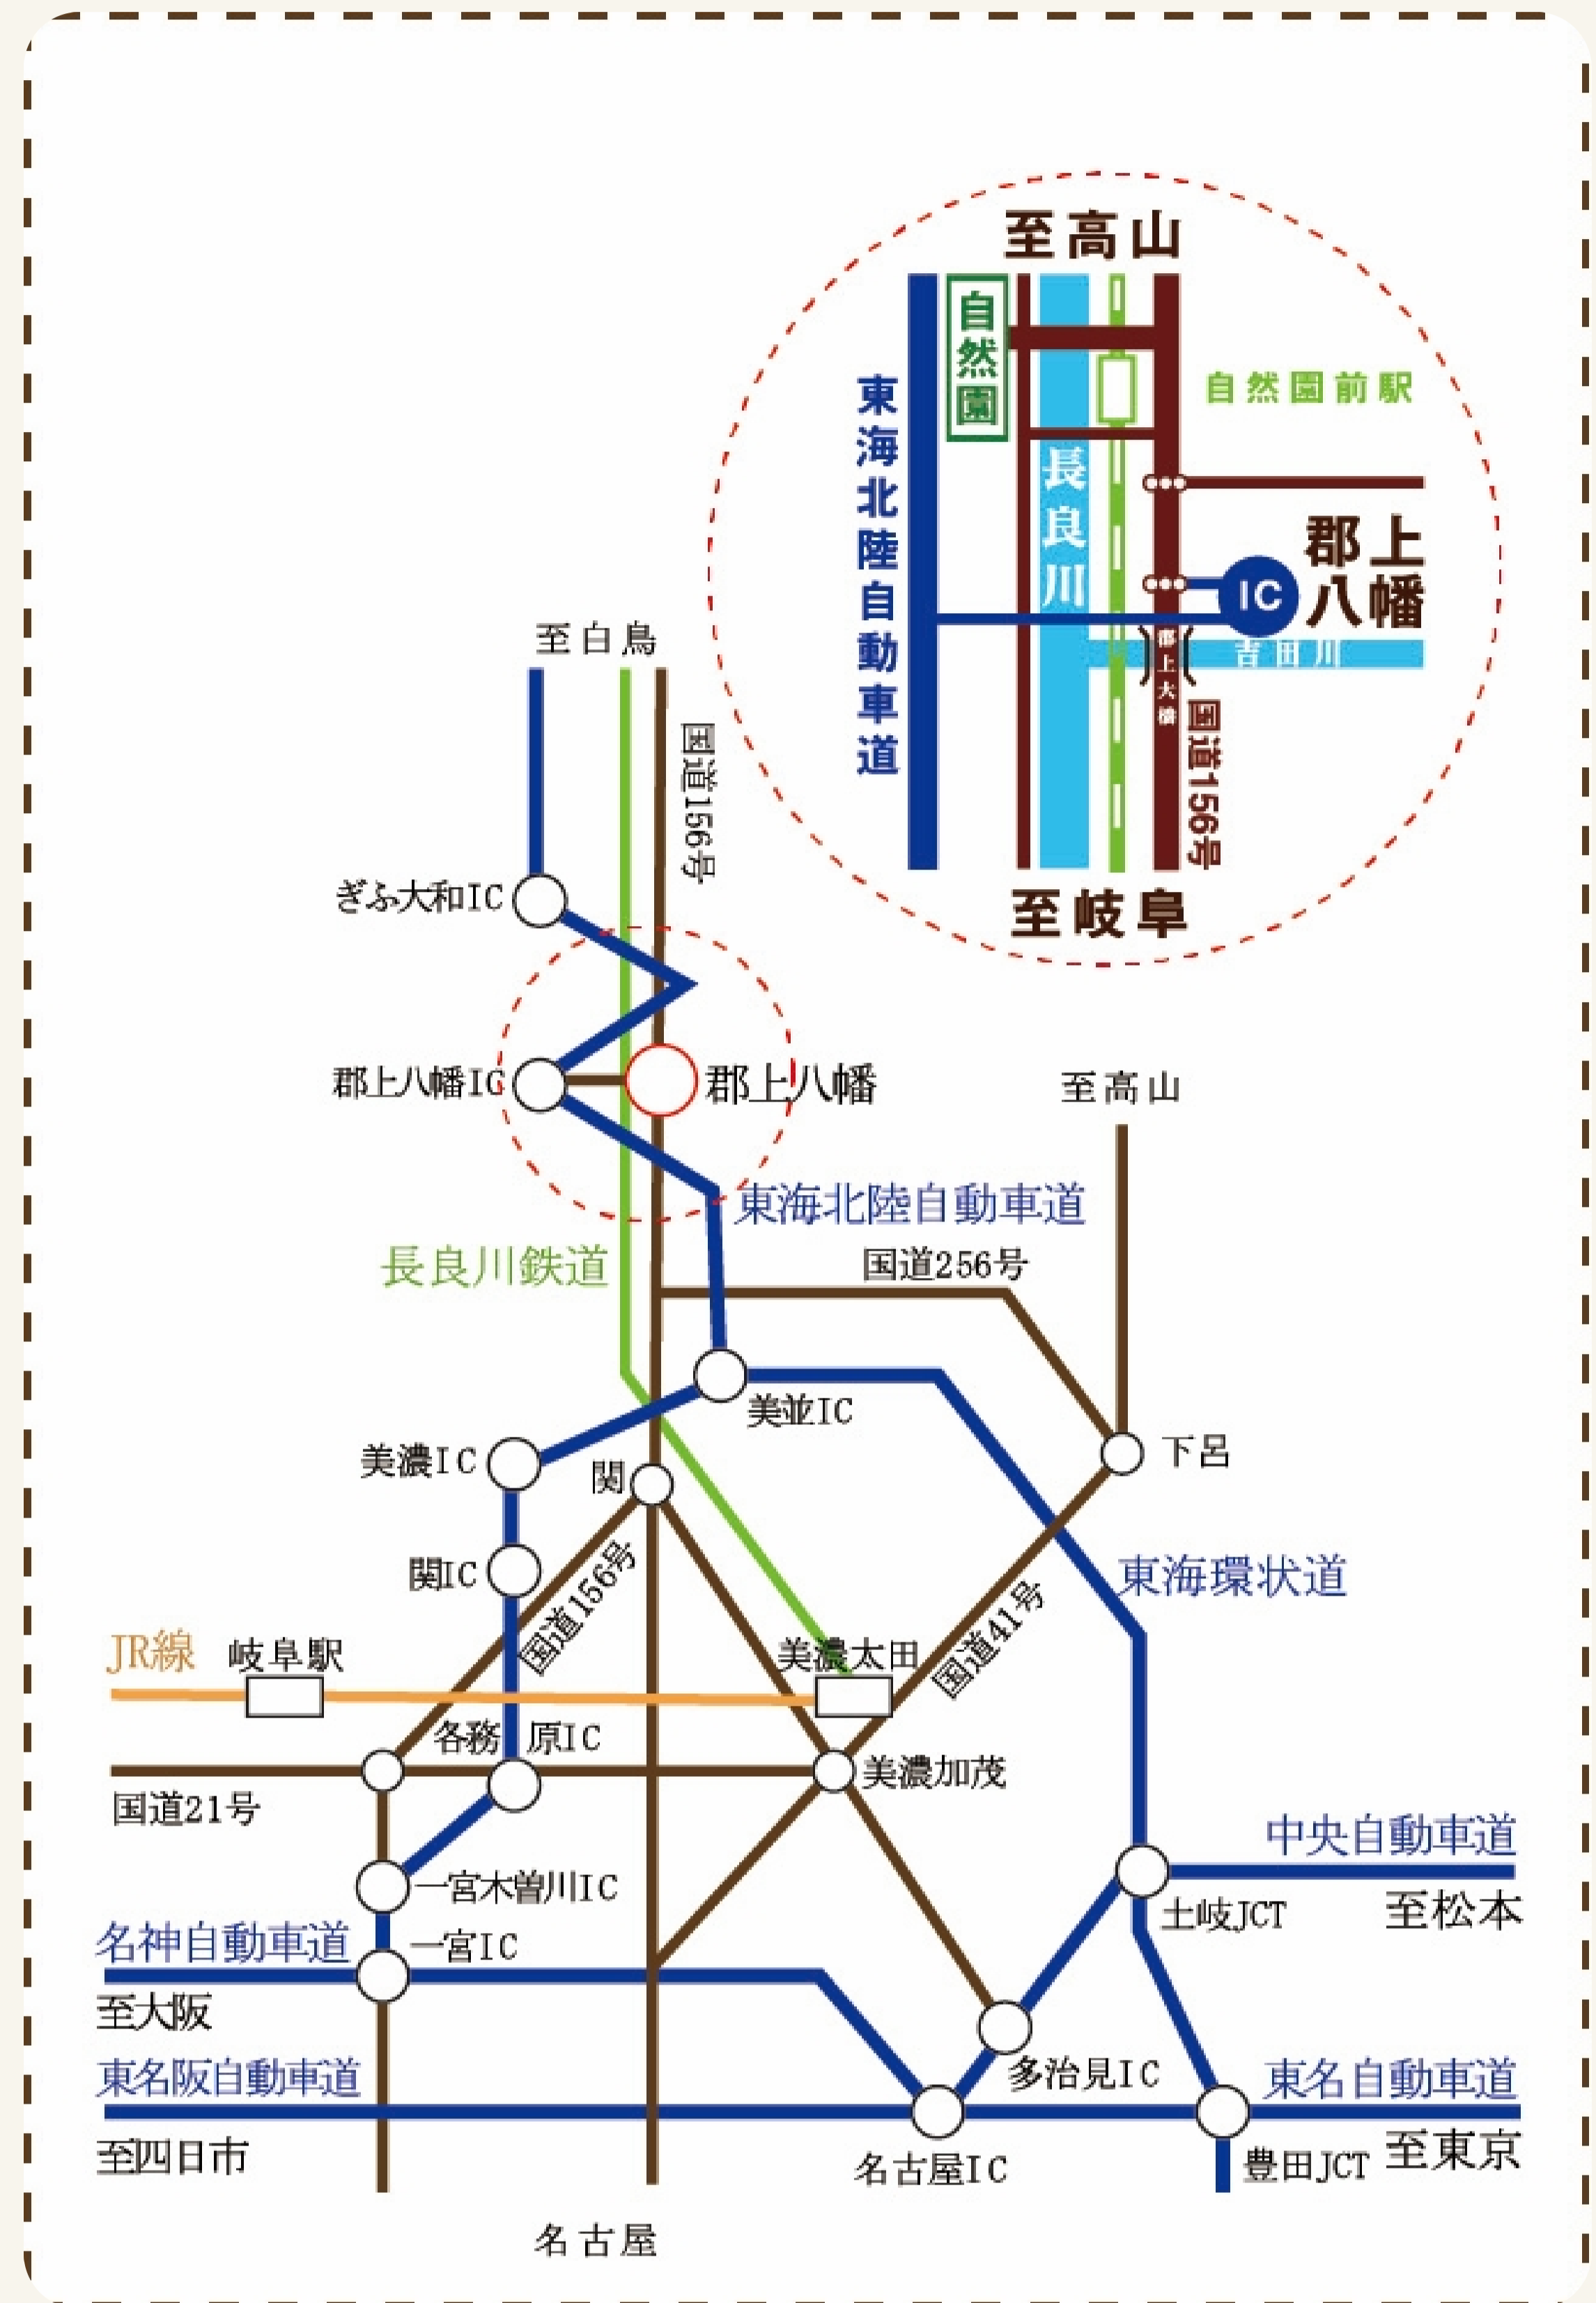 至高山
自然園
自然園前駅
東海北陸自動車道
長良川
郡上
八幡
IC
吉田川
郡上大橋
国道156号
至岐阜
至白鳥
国道156号
ぎふ大和IC
郡上八幡IC
郡上八幡
至高山
東海北陸自動車道
長良川鉄道
国道256号
美並IC
美濃IC
関
下呂
関IC
国道156号
東海環状道
国道41号
JR線
岐阜駅
美濃太田
各務原IC
国道21号
美濃加茂
中央自動車道
一宮木曽川IC
土岐JCT
至松本
名神自動車道
一宮IC
至大阪
多治見IC
東名阪自動車道
東名自動車道
至四日市
名古屋IC
豊田JCT
至東京
名古屋